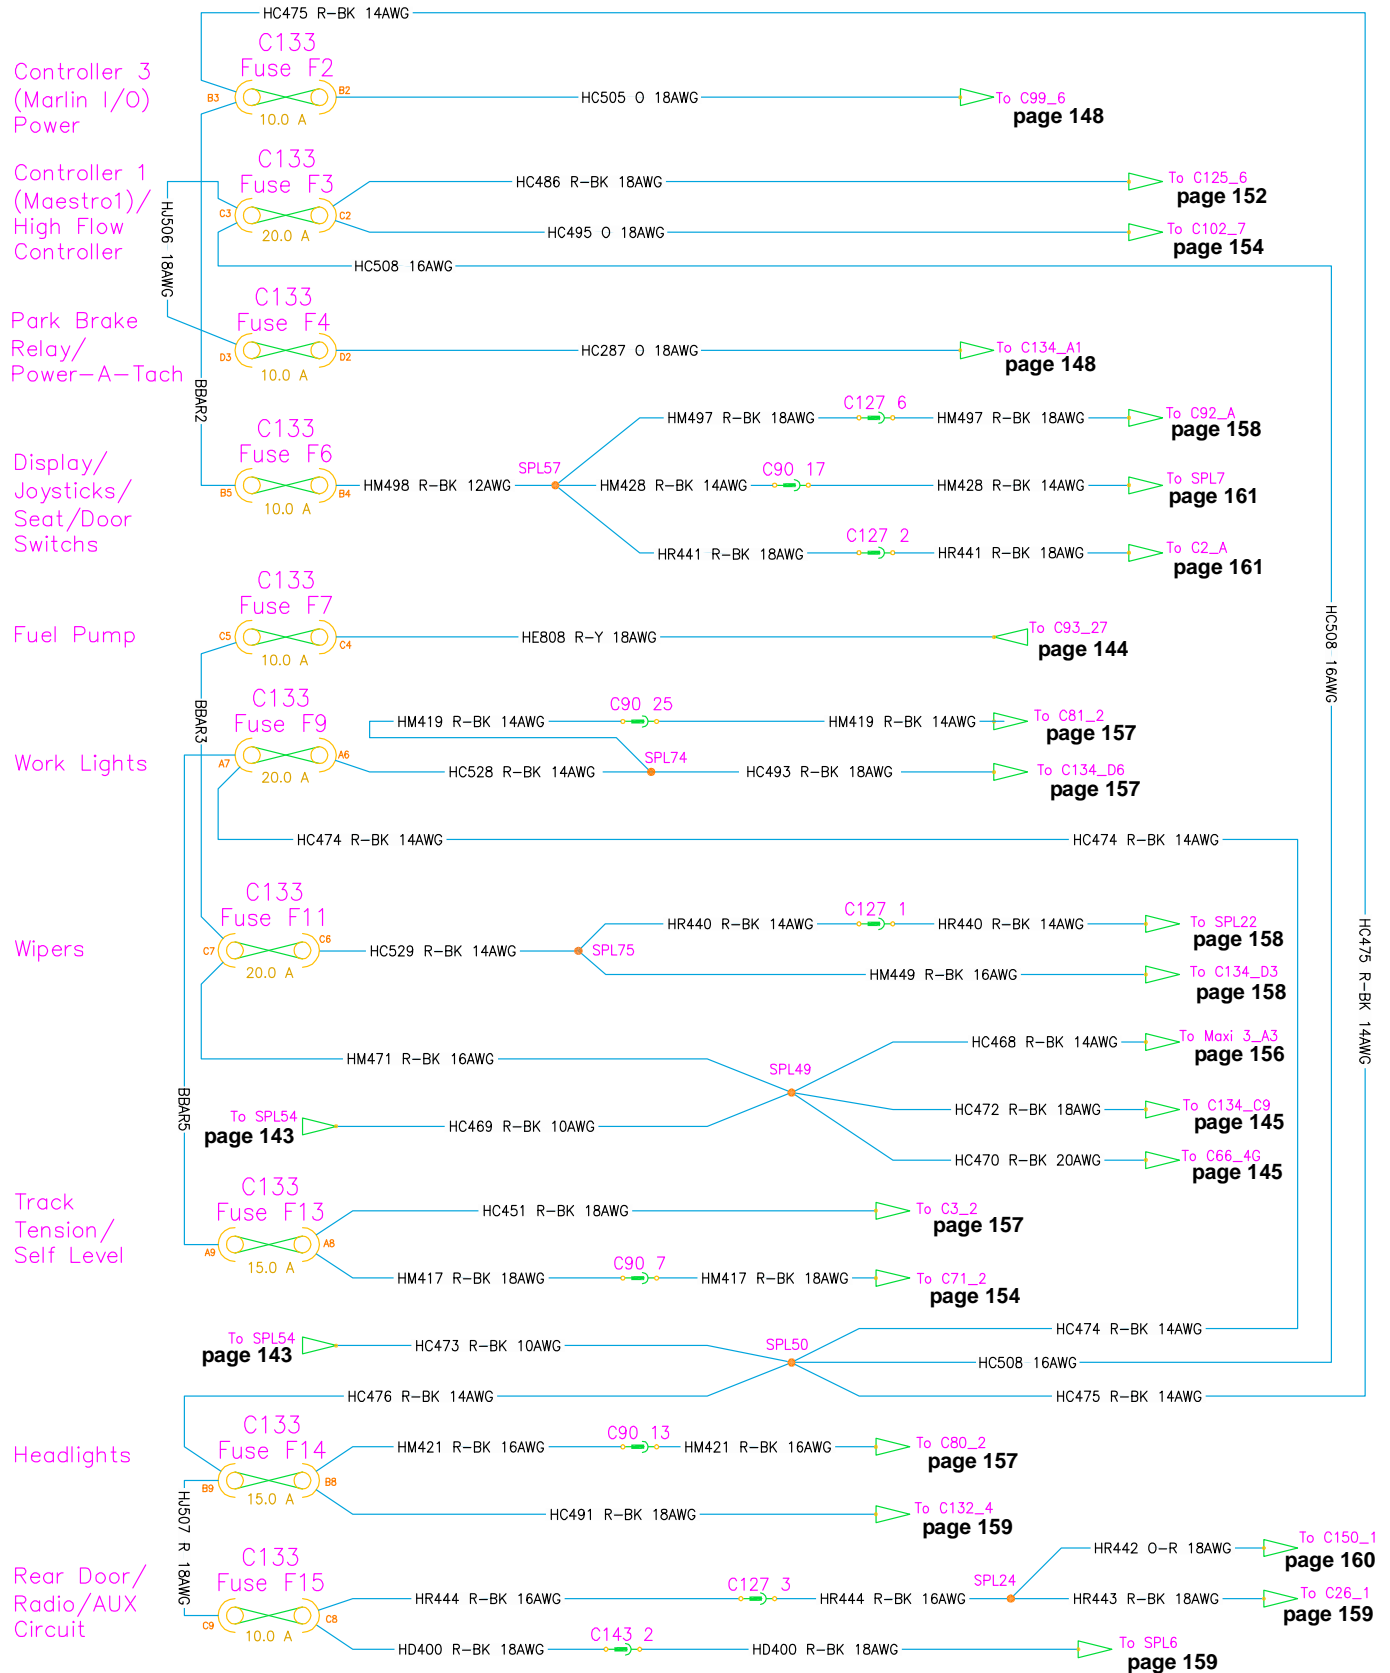 HC475 R-BK 14AWG
C133
Fuse F2
Controller 3
(Marlin I/O)
Power
B3
B2
10.0 A
HC505 O 18AWG
To C99_6
page 148
C133
Fuse F3
Controller 1
(Maestro1)/
High Flow
Controller
C3
C2
20.0 A
HC486 R-BK 18AWG
To C125_6
page 152
HC495 O 18AWG
To C102_7
page 154
HJ506 18AWG
HC508 16AWG
C133
Fuse F4
Park Brake
Relay/
Power-A-Tach
D3
D2
10.0 A
HC287 O 18AWG
To C134_A1
page 148
BBAR2
C133
Fuse F6
Display/
Joysticks/
Seat/Door
Switchs
B5
B4
10.0 A
HM498 R-BK 12AWG
SPL57
HM497 R-BK 18AWG
C127 6
HM497 R-BK 18AWG
To C92_A
page 158
HM428 R-BK 14AWG
C90 17
HM428 R-BK 14AWG
To SPL7
page 161
HR441 R-BK 18AWG
C127 2
HR441 R-BK 18AWG
To C2_A
page 161
C133
Fuse F7
Fuel Pump
C5
C4
10.0 A
HE808 R-Y 18AWG
To C93_27
page 144
HC508 16AWG
BBAR3
C133
Fuse F9
Work Lights
A7
A6
20.0 A
HM419 R-BK 14AWG
C90 25
HM419 R-BK 14AWG
To C81_2
page 157
HC528 R-BK 14AWG
SPL74
HC493 R-BK 18AWG
To C134_D6
page 157
HC474 R-BK 14AWG
HC474 R-BK 14AWG
C133
Fuse F11
Wipers
C7
C6
20.0 A
HC529 R-BK 14AWG
SPL75
HR440 R-BK 14AWG
C127 1
HR440 R-BK 14AWG
To SPL22
page 158
HM449 R-BK 16AWG
To C134_D3
page 158
HC475 R-BK 14AWG
HM471 R-BK 16AWG
SPL49
HC468 R-BK 14AWG
To Maxi 3_A3
page 156
BBAR5
To SPL54
page 143
HC469 R-BK 10AWG
HC472 R-BK 18AWG
To C134_C9
page 145
HC470 R-BK 20AWG
To C66_4G
page 145
C133
Fuse F13
Track
Tension/
Self Level
A9
A8
15.0 A
HC451 R-BK 18AWG
To C3_2
page 157
HM417 R-BK 18AWG
C90 7
HM417 R-BK 18AWG
To C71_2
page 154
To SPL54
page 143
HC473 R-BK 10AWG
SPL50
HC474 R-BK 14AWG
HC508 16AWG
HC475 R-BK 14AWG
HC476 R-BK 14AWG
C133
Fuse F14
Headlights
B9
B8
15.0 A
HM421 R-BK 16AWG
C90 13
HM421 R-BK 16AWG
To C80_2
page 157
HC491 R-BK 18AWG
To C132_4
page 159
HJ507 R 18AWG
C133
Fuse F15
Rear Door/
Radio/AUX
Circuit
C9
C8
10.0 A
HR444 R-BK 16AWG
C127 3
HR444 R-BK 16AWG
SPL24
HR442 O-R 18AWG
To C150_1
page 160
HR443 R-BK 18AWG
To C26_1
page 159
HD400 R-BK 18AWG
C143 2
HD400 R-BK 18AWG
To SPL6
page 159